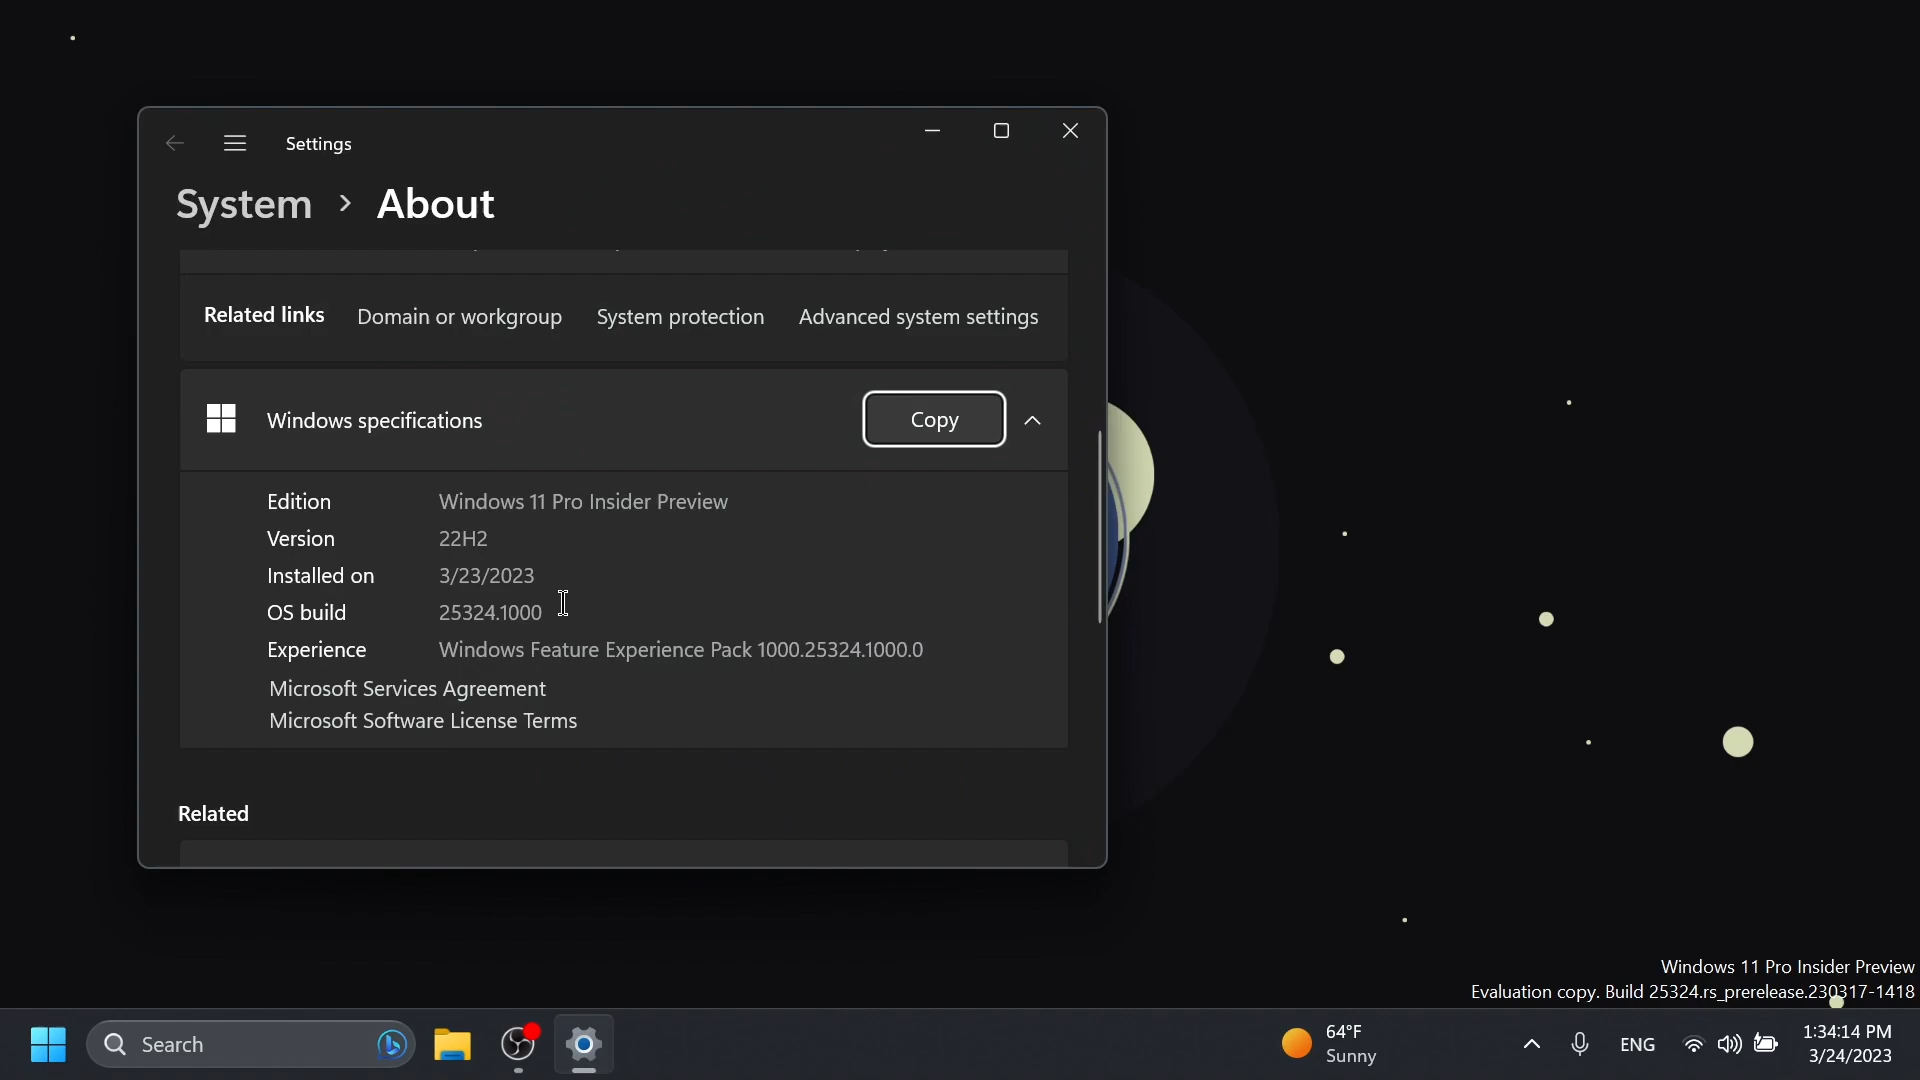 Settings
System > About
Related links Domain or workgroup System protection Advanced system settings
Windows specifications Copy
Edition Windows 11 Pro Insider Preview
Version 22H2
Installed on 3/23/2023
OS build 25324.1000
Experience Windows Feature Experience Pack 1000.25324.1000.0
Microsoft Services Agreement
Microsoft Software License Terms
Related
Windows 11 Pro Insider Preview
Evaluation copy. Build 25324.rs_prerelease.230317-1418
Search
64°F
Sunny
ENG
1:34:14 PM
3/24/2023